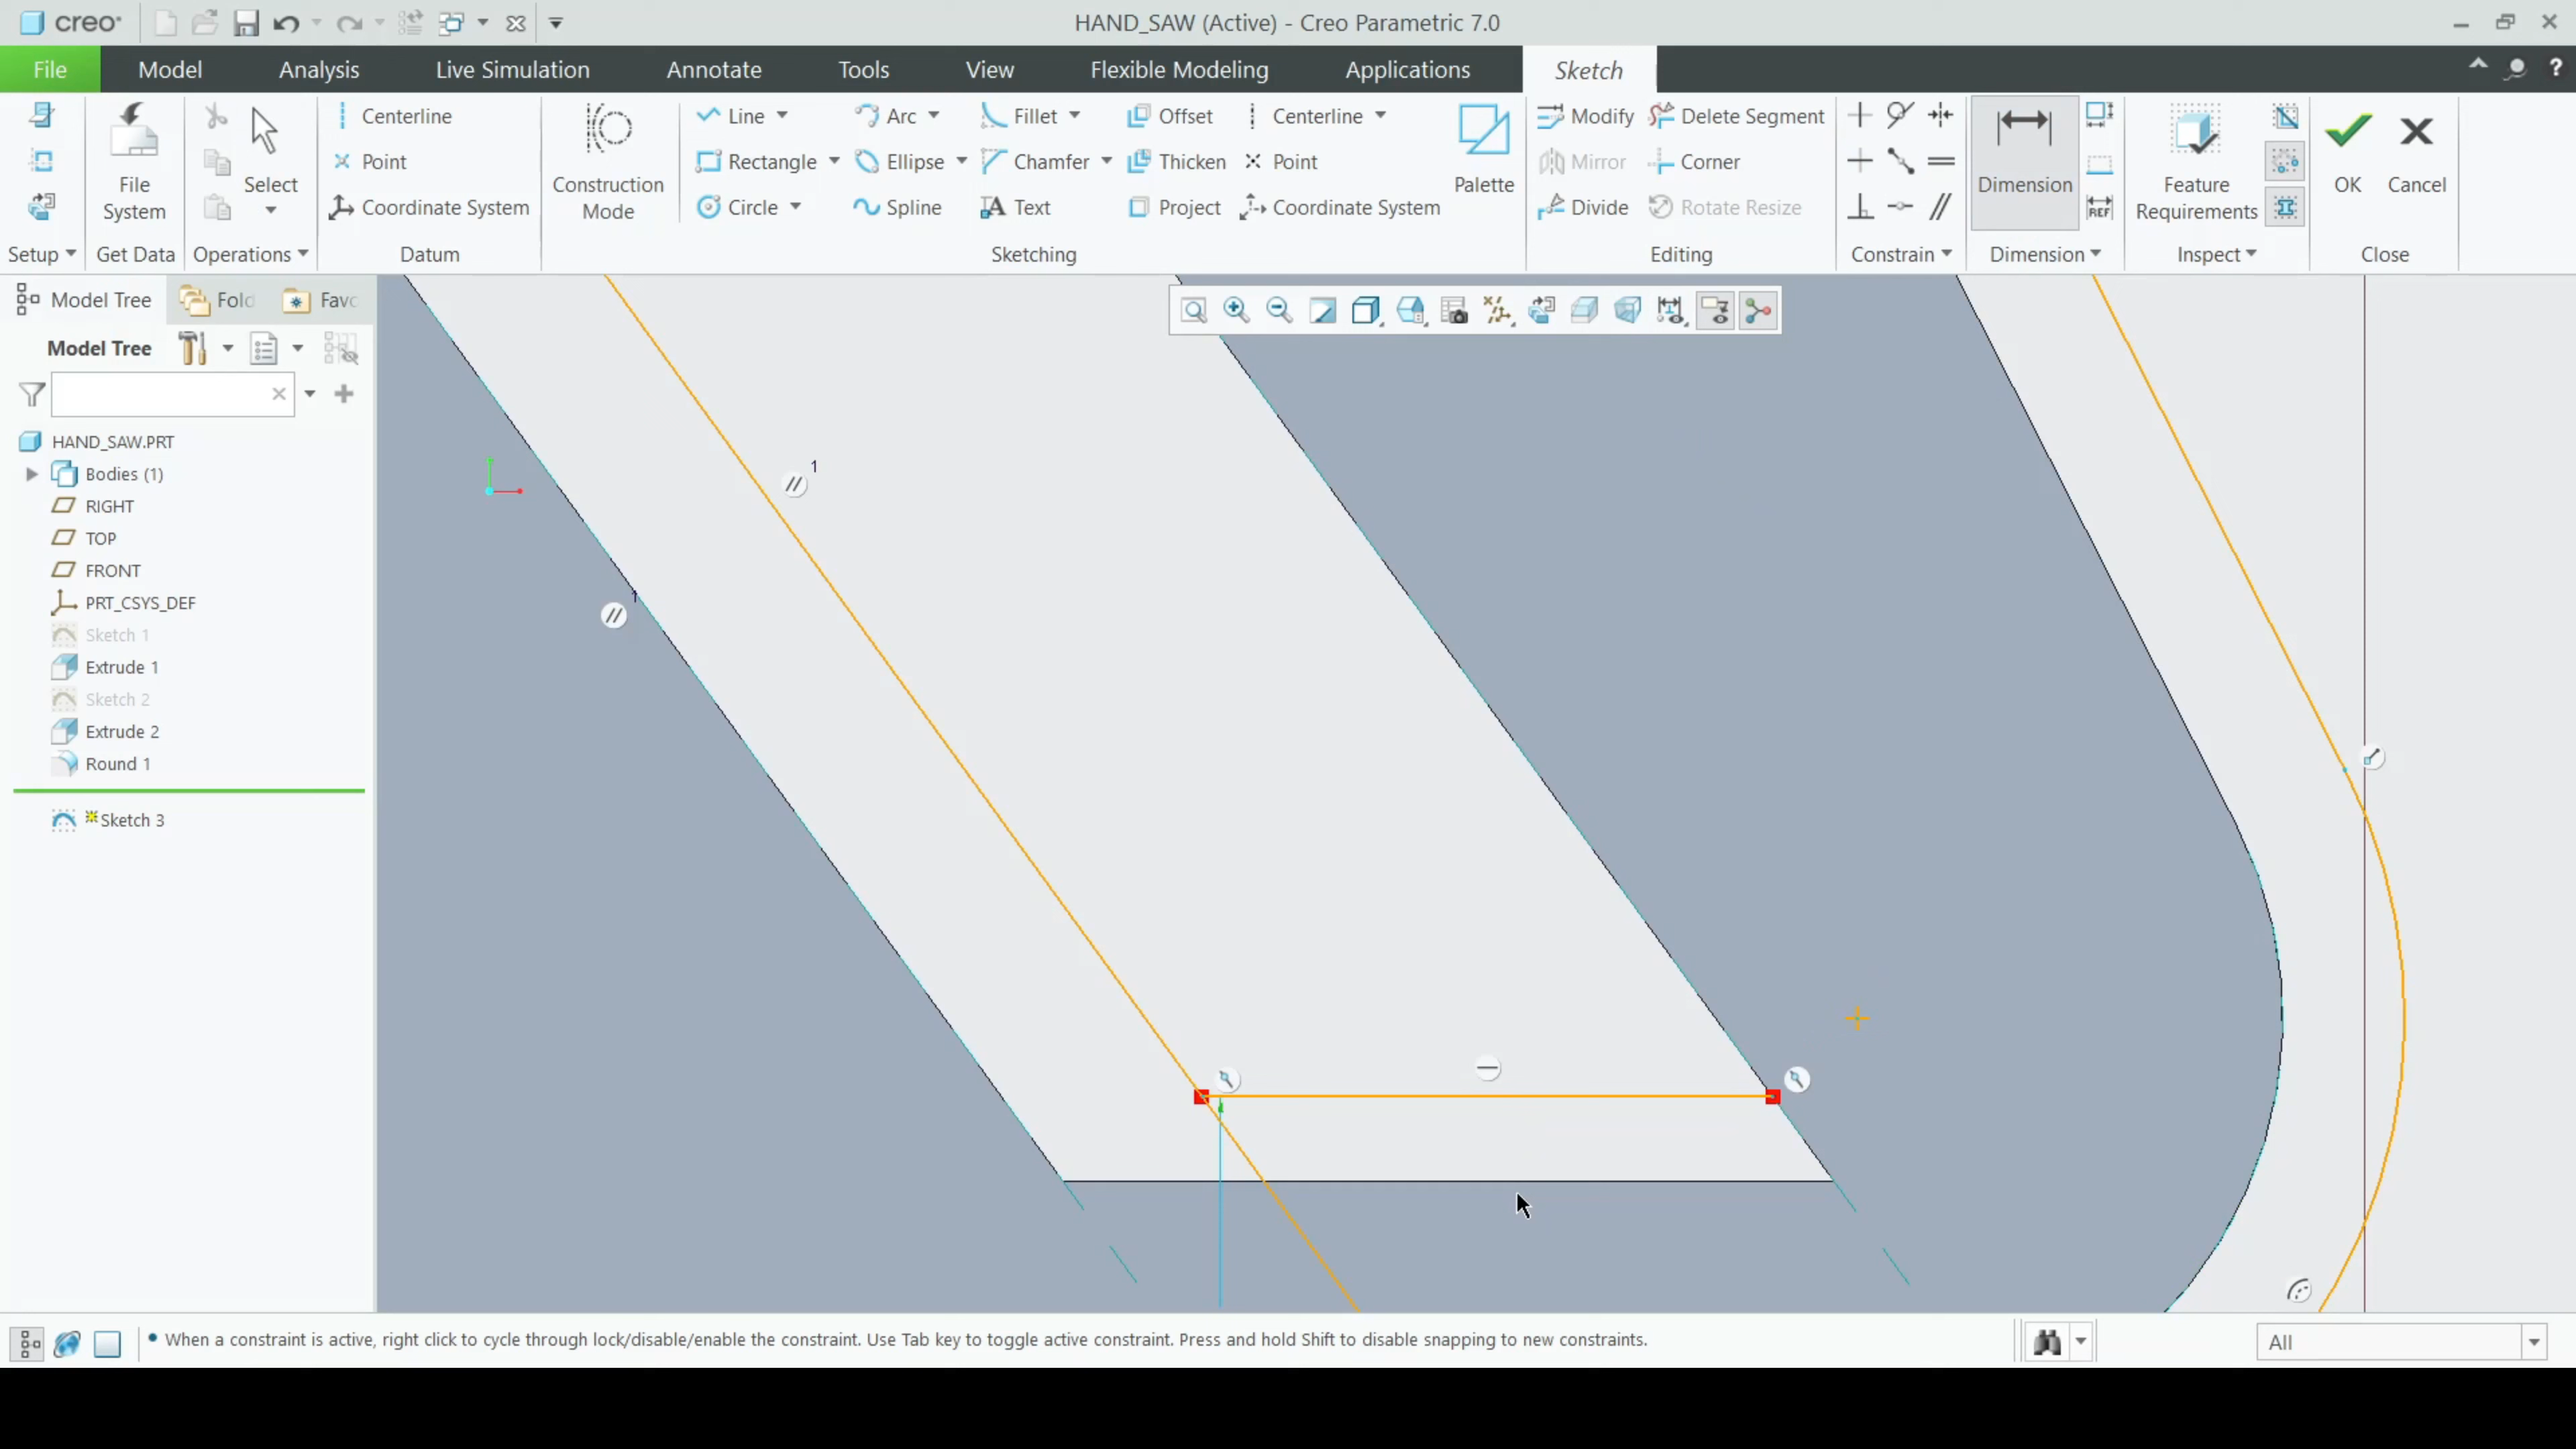 creo
HAND_SAW (Active) - Creo Parametric 7.0
File Model Analysis Live Simulation Annotate Tools View Flexible Modeling Applications Sketch
Centerline Line Arc Fillet Offset Centerline Modify Delete Segment
Point Rectangle Ellipse Chamfer Thicken Point Mirror Corner
File System Select Construction Mode Palette Dimension Feature Requirements OK Cancel
Coordinate System Circle Spline Text Project Coordinate System Divide Rotate Resize REF
Setup Get Data Operations Datum Sketching Editing Constrain Dimension Inspect Close
Model Tree Fold Favo
Model Tree
HAND_SAW.PRT
Bodies (1)
RIGHT
TOP
FRONT
PRT_CSYS_DEF
Sketch 1
Extrude 1
Sketch 2
Extrude 2
Round 1
Sketch 3
1
1
When a constraint is active, right click to cycle through lock/disable/enable the constraint. Use Tab key to toggle active constraint. Press and hold Shift to disable snapping to new constraints.
All